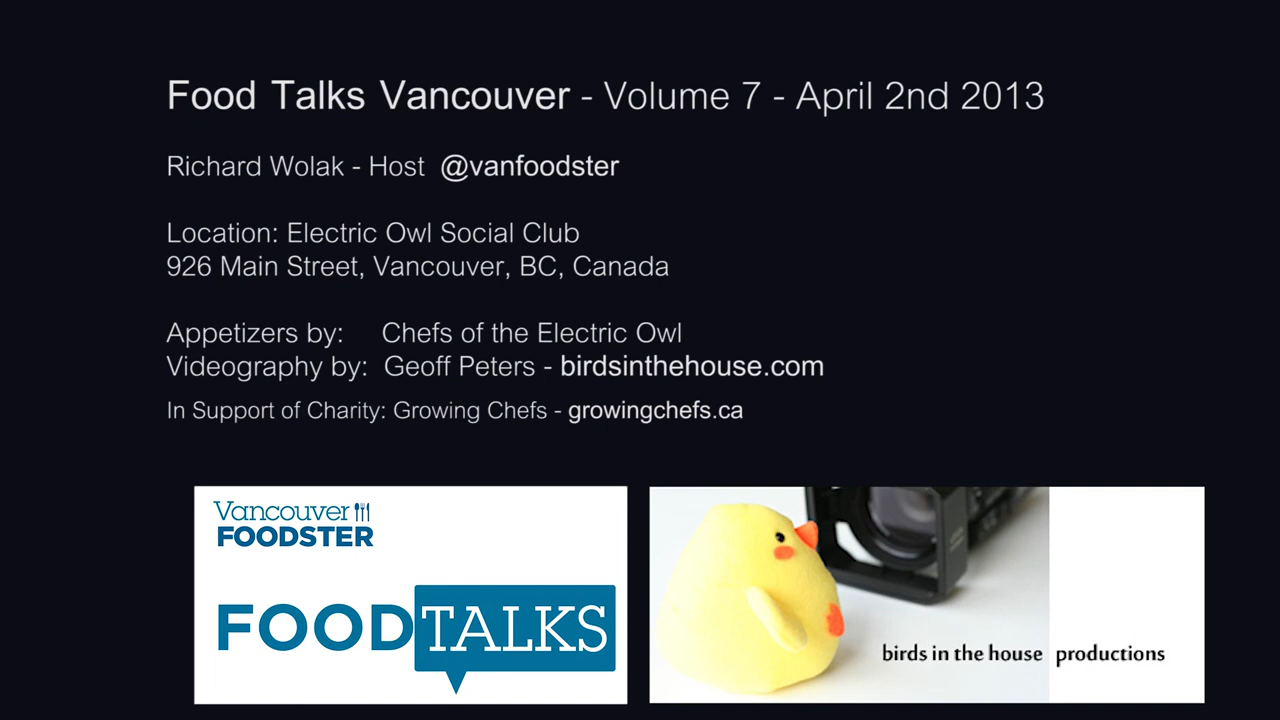 Food Talks Vancouver - Volume 7 - April 2nd 2013
Richard Wolak - Host @vanfoodster
Location: Electric Owl Social Club
926 Main Street, Vancouver, BC, Canada
Appetizers by: Chefs of the Electric Owl
Videography by: Geoff Peters - birdsinthehouse.com
In Support of Charity: Growing Chefs - growingchefs.ca
Vancouver
FOODSTER
FOOD TALKS
birds in the house productions